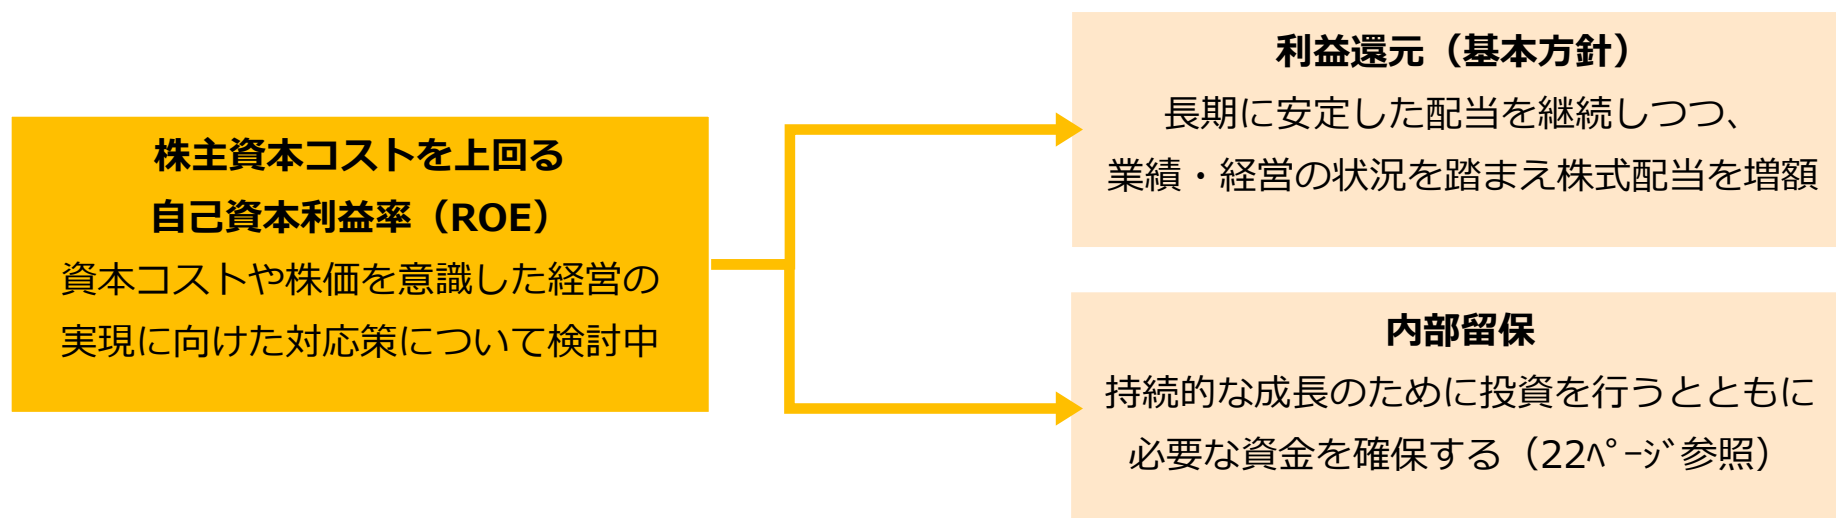 株主資本コストを上回る
自己資本利益率（ROE）
資本コストや株価を意識した経営の
実現に向けた対応策について検討中
利益還元（基本方針）
長期に安定した配当を継続しつつ、
業績・経営の状況を踏まえ株式配当を増額
内部留保
持続的な成長のために投資を行うとともに
必要な資金を確保する（22ﾍﾟｰｼﾞ参照）